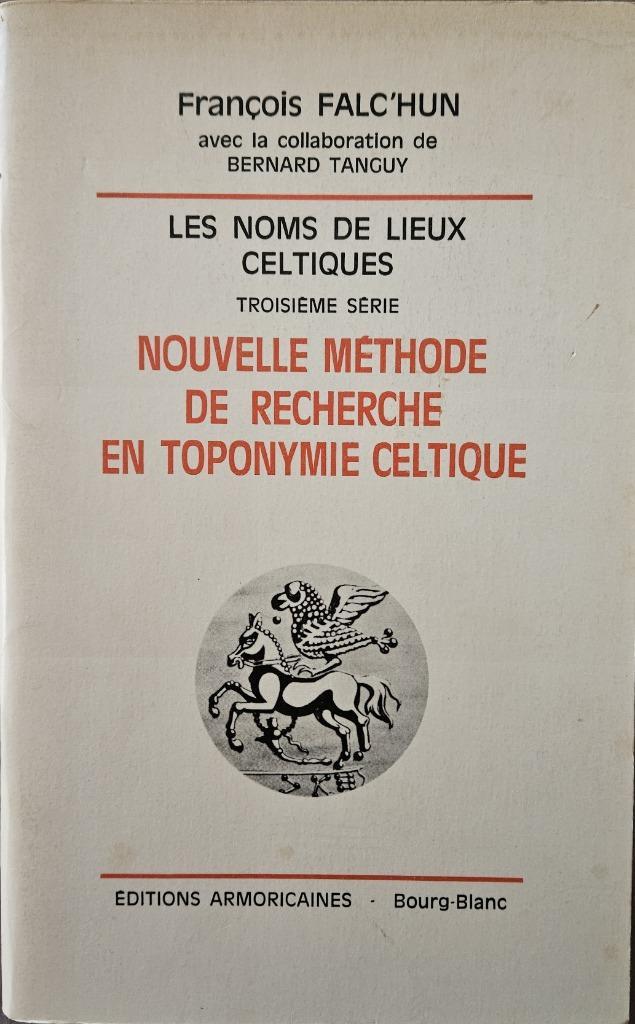 François FALC'HUN
avec la collaboration de
BERNARD TANGUY
LES NOMS DE LIEUX
CELTIQUES
TROISIÈME SÉRIE
NOUVELLE MÉTHODE
DE RECHERCHE
EN TOPONYMIE CELTIQUE
ÉDITIONS ARMORICAINES - Bourg-Blanc